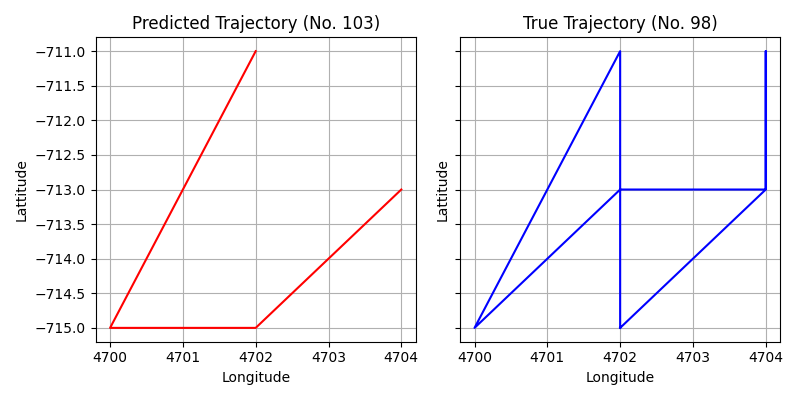 Predicted Trajectory (No. 103)
True Trajectory (No. 98)
Lattitude
−711.0
−711.5
−712.0
−712.5
−713.0
−713.5
−714.0
−714.5
−715.0
4700 4701 4702 4703 4704
Longitude
Lattitude
4700 4701 4702 4703 4704
Longitude